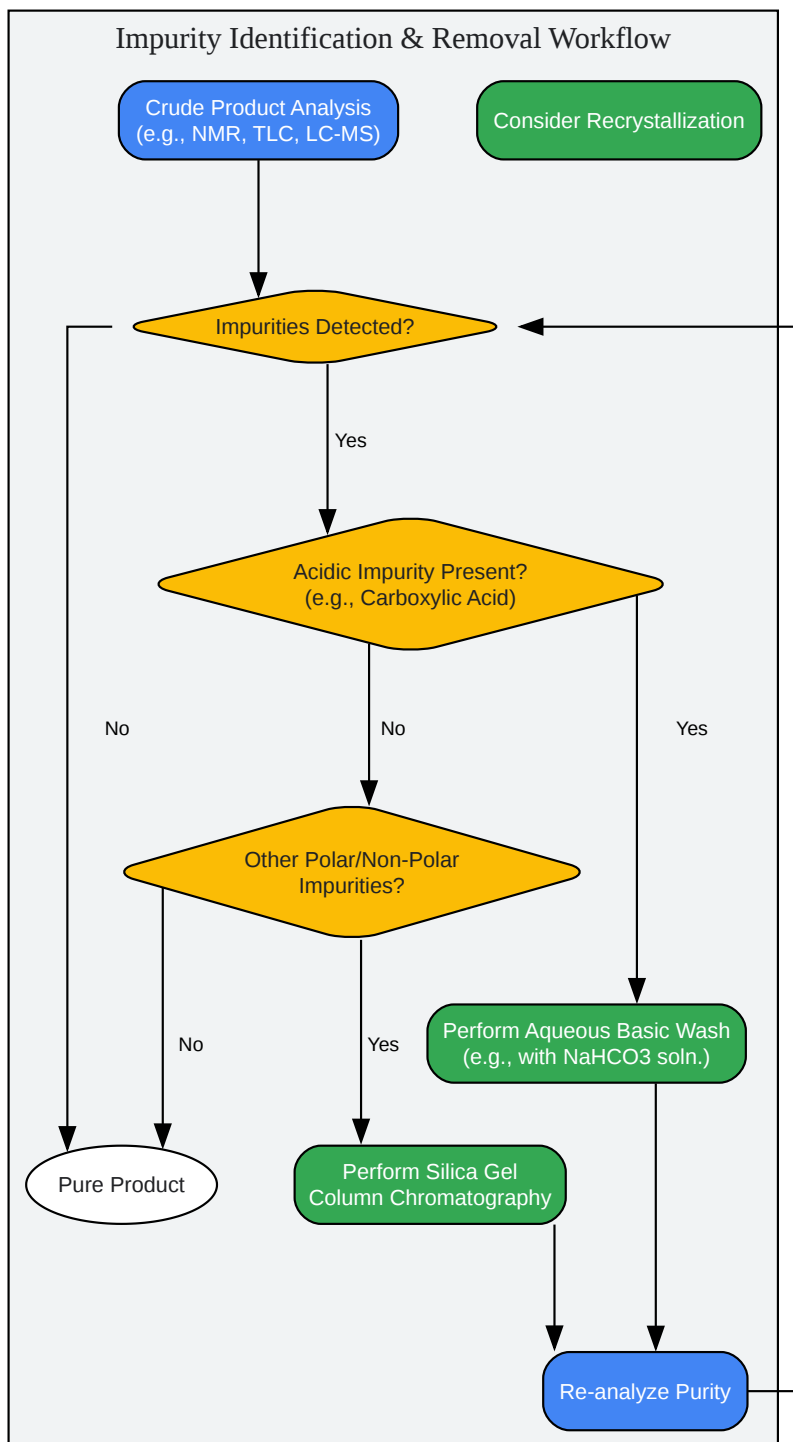 Impurity Identification & Removal Workflow
Crude Product Analysis
(e.g., NMR, TLC, LC-MS)
Consider Recrystallization
Impurities Detected?
Yes
Acidic Impurity Present?
(e.g., Carboxylic Acid)
No
No
Yes
Other Polar/Non-Polar
Impurities?
No
Yes
Perform Aqueous Basic Wash
(e.g., with NaHCO3 soln.)
Pure Product
Perform Silica Gel
Column Chromatography
Re-analyze Purity